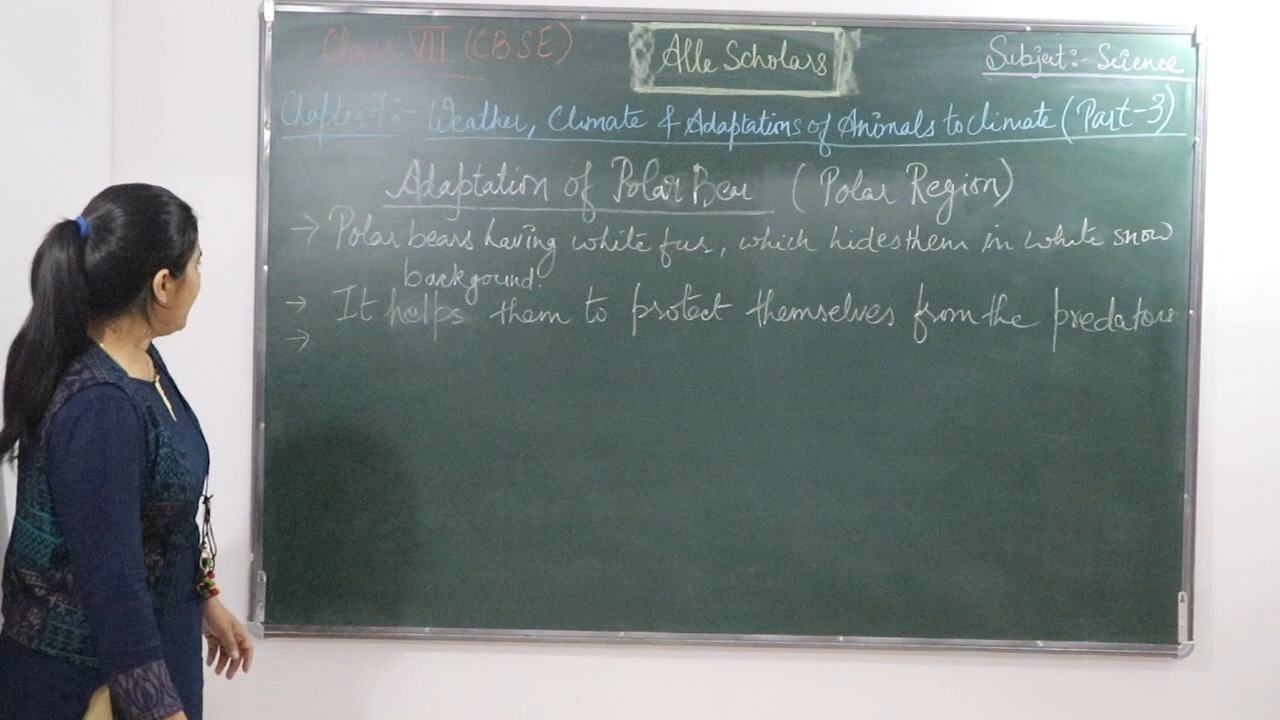 Class VII (CBSE)
Alle Scholars
Subject:- Science
Chapter 7:- Weather, Climate & Adaptations of Animals to climate (Part-3)
Adaptation of Polar Bear (Polar Region)
→ Polar bears having white fur, which hides them in white snow
backgound.
→ It helps them to protect themselves from the predators
→